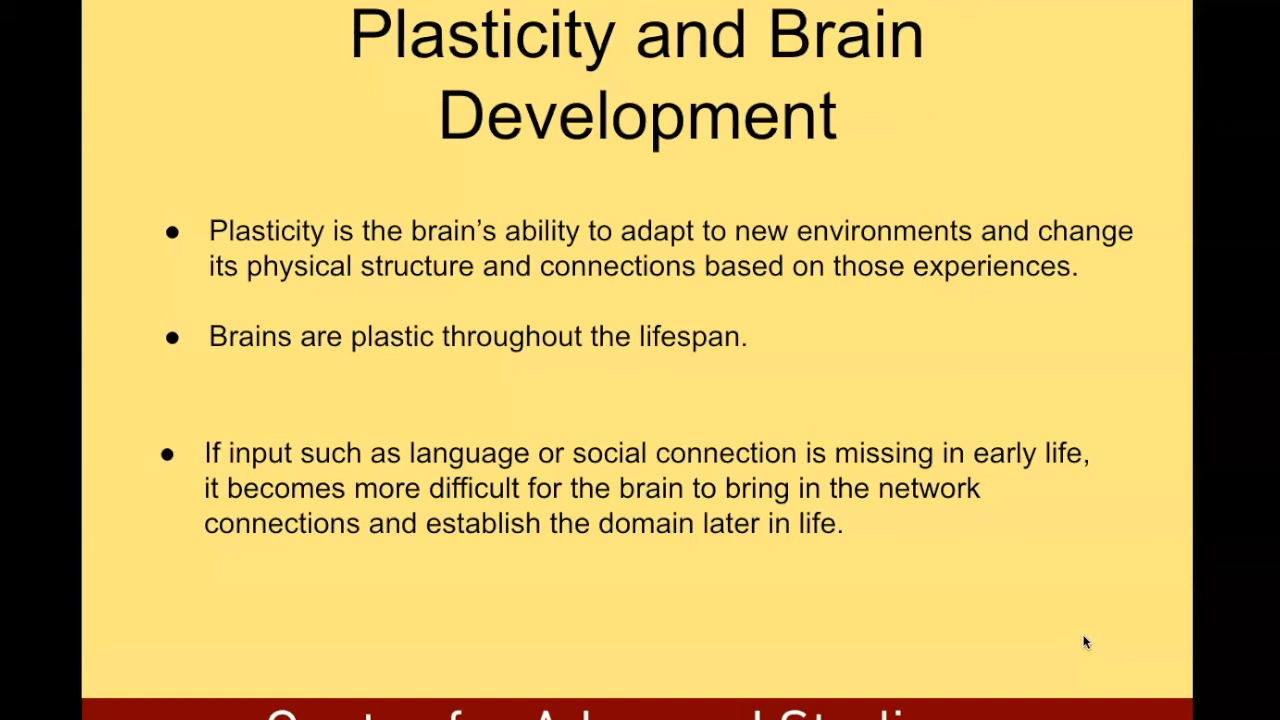 Plasticity and Brain
Development
● Plasticity is the brain’s ability to adapt to new environments and change
its physical structure and connections based on those experiences.
● Brains are plastic throughout the lifespan.
● If input such as language or social connection is missing in early life,
it becomes more difficult for the brain to bring in the network
connections and establish the domain later in life.